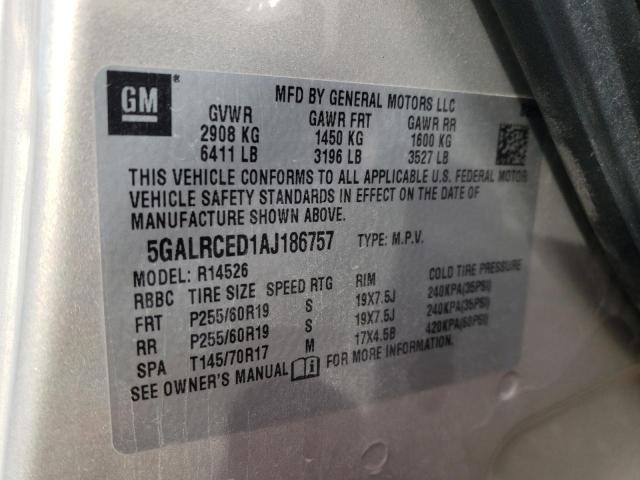 GM ®
MFD BY GENERAL MOTORS LLC
GVWR GAWR FRT GAWR RR
2908 KG 1450 KG 1600 KG
6411 LB 3196 LB 3527 LB
THIS VEHICLE CONFORMS TO ALL APPLICABLE U.S. FEDERAL MOTOR
VEHICLE SAFETY STANDARDS IN EFFECT ON THE DATE OF
MANUFACTURE SHOWN ABOVE.
5GALRCED1AJ186757 TYPE: M.P.V.
MODEL: R14526
RBBC TIRE SIZE SPEED RTG RIM COLD TIRE PRESSURE
FRT P255/60R19 S 19X7.5J 240KPA(35PSI)
RR P255/60R19 S 19X7.5J 240KPA(35PSI)
SPA T145/70R17 M 17X4.5B 420KPA(60PSI)
SEE OWNER'S MANUAL FOR MORE INFORMATION.